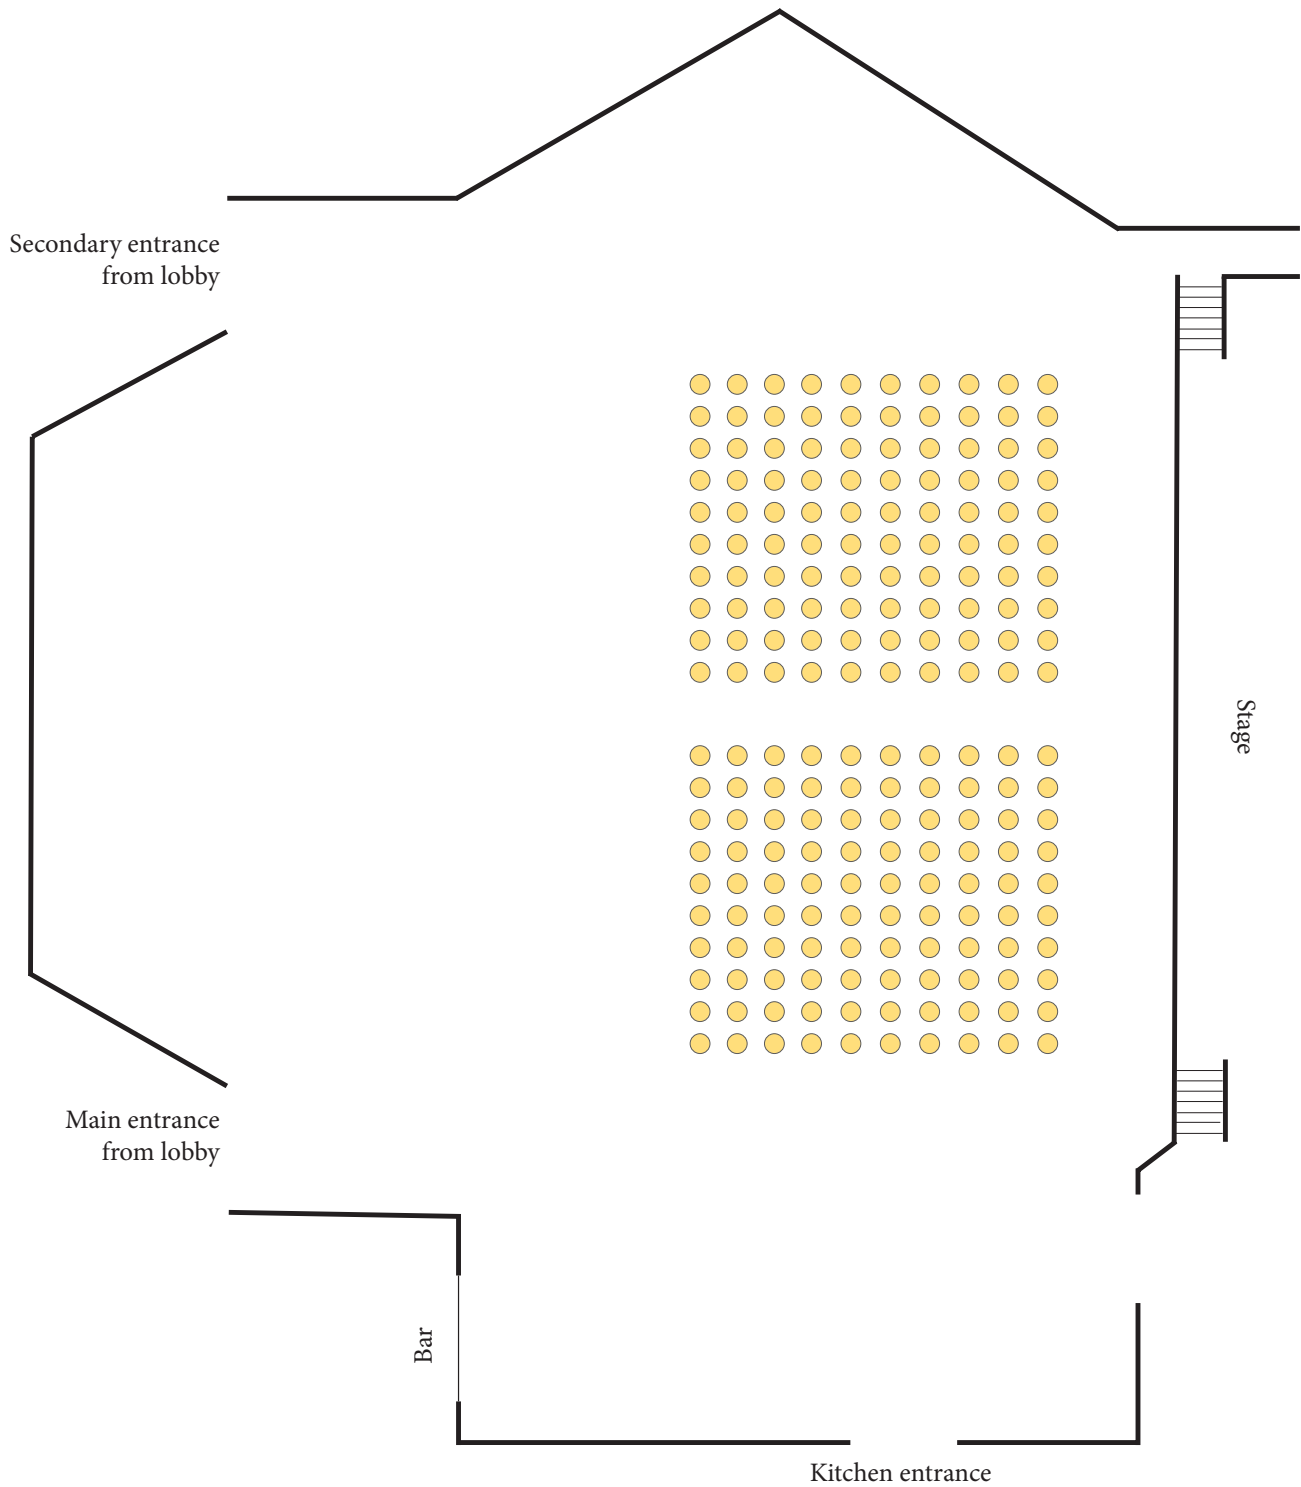 Secondary entrance
from lobby
Stage
Main entrance
from lobby
Bar
Kitchen entrance